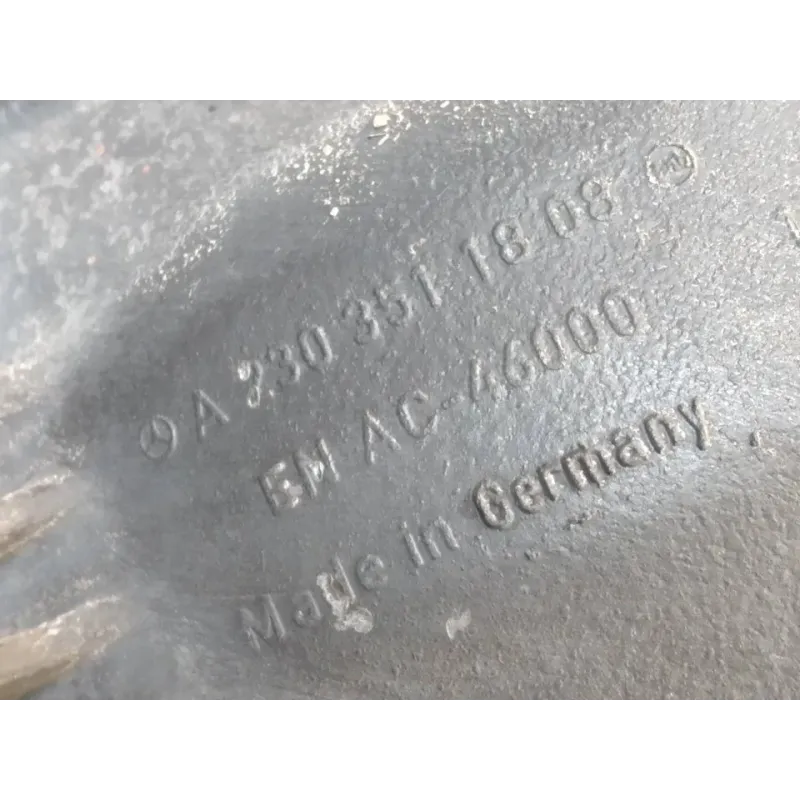 A 230 351 18 08
EN AC-46000
Made in Germany